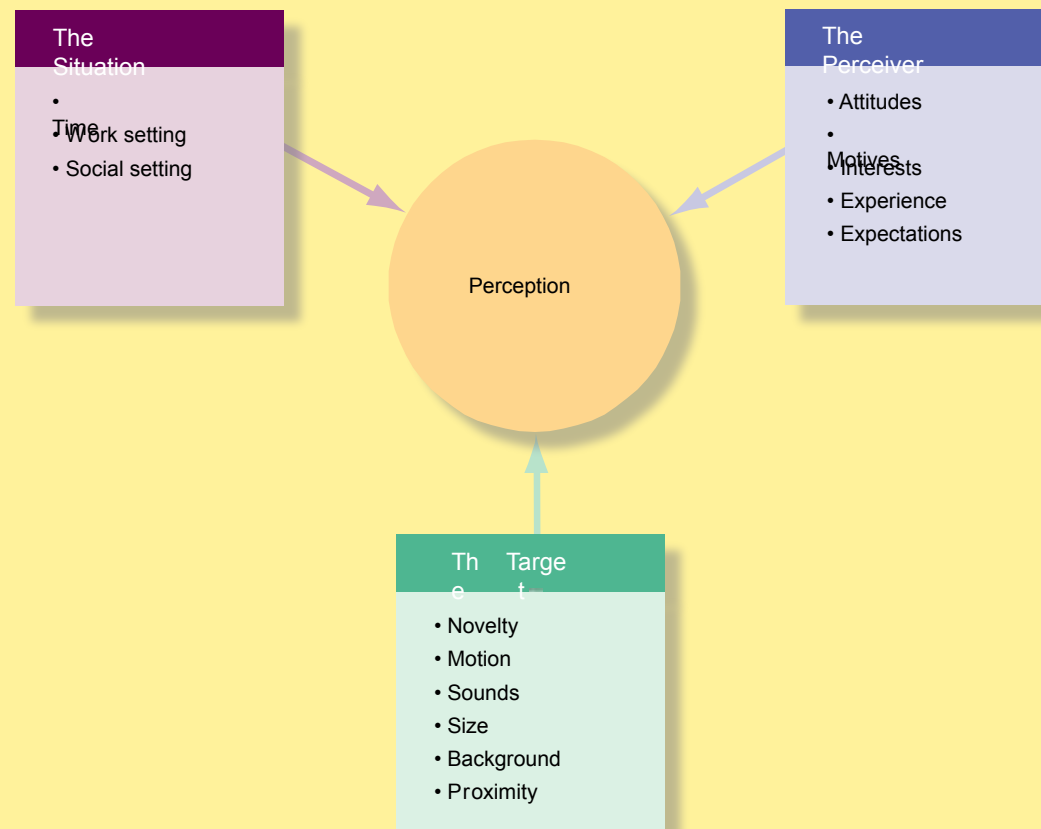 The
Situation
•
Time
• Work setting
• Social setting
The
Perceiver
• Attitudes
•
Motives
• Interests
• Experience
• Expectations
Perception
Th Targe
e t
• Novelty
• Motion
• Sounds
• Size
• Background
• Proximity